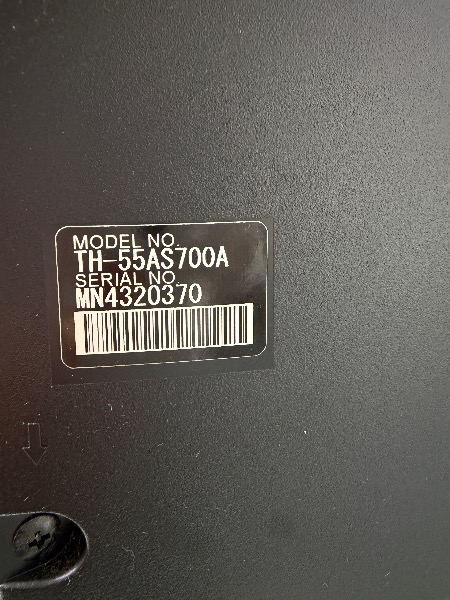 MODEL NO.
TH-55AS700A
SERIAL NO.
MN4320370